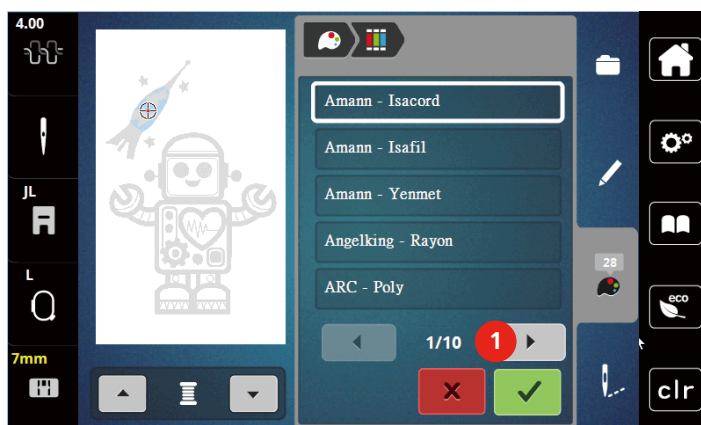 4.00
JL
L
7mm
Amann - Isacord
Amann - Isafil
Amann - Yenmet
Angelking - Rayon
ARC - Poly
1/10
1
28
eco
clr